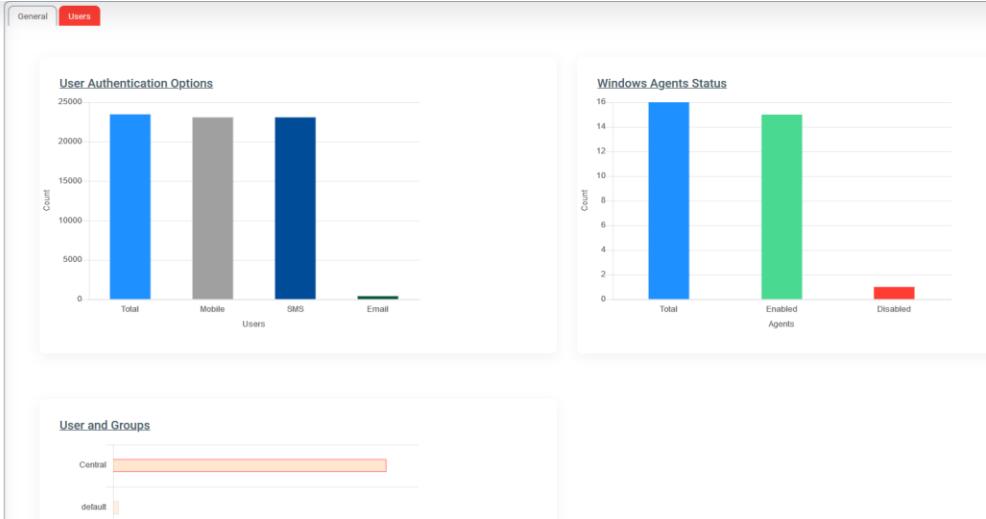 General Users
User Authentication Options
25000
20000
15000
10000
5000
0
Count
Total Mobile SMS Email
Users
Windows Agents Status
16
14
12
10
8
6
4
2
0
Count
Total Enabled Disabled
Agents
User and Groups
Central
default